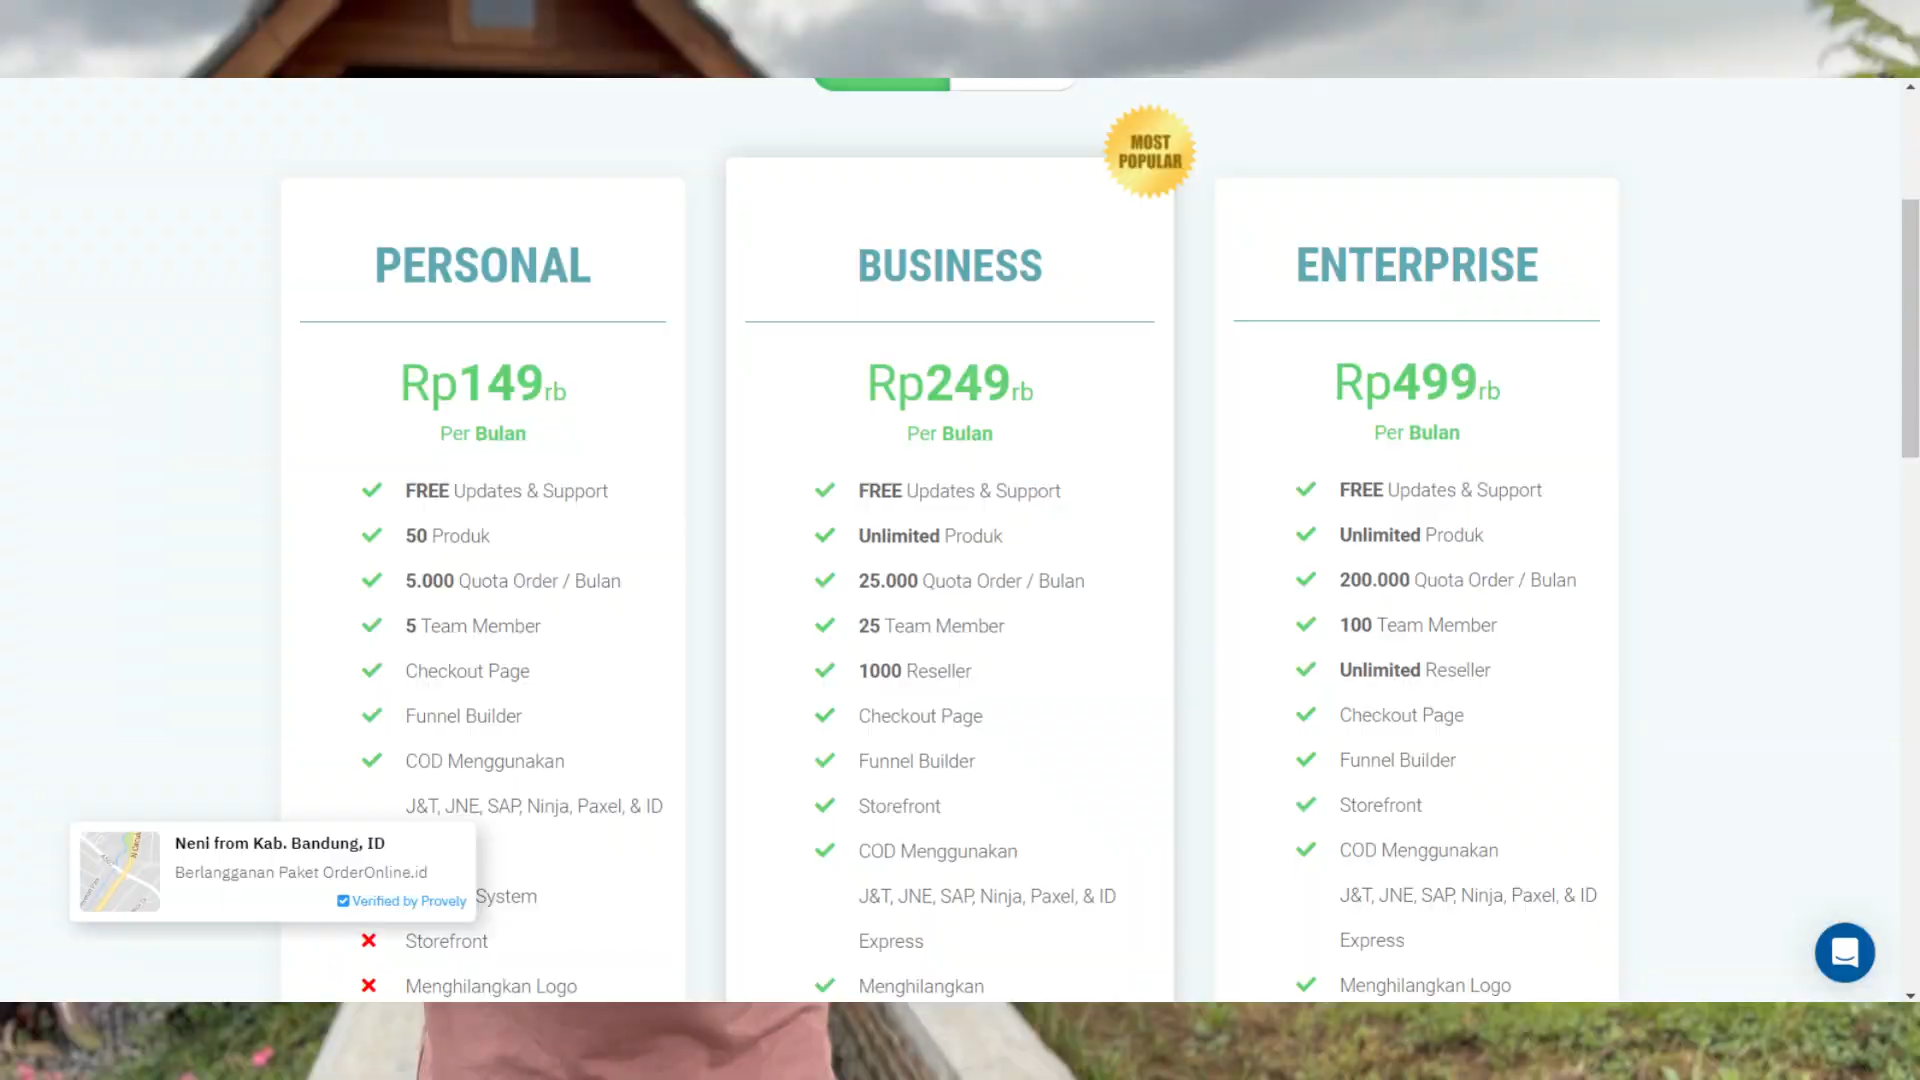 MOST
POPULAR
PERSONAL
Rp149rb
Per Bulan
FREE Updates & Support
50 Produk
5.000 Quota Order / Bulan
5 Team Member
Checkout Page
Funnel Builder
COD Menggunakan
J&T, JNE, SAP, Ninja, Paxel, & ID
System
Storefront
Menghilangkan Logo
BUSINESS
Rp249rb
Per Bulan
FREE Updates & Support
Unlimited Produk
25.000 Quota Order / Bulan
25 Team Member
1000 Reseller
Checkout Page
Funnel Builder
Storefront
COD Menggunakan
J&T, JNE, SAP, Ninja, Paxel, & ID
Express
Menghilangkan
ENTERPRISE
Rp499rb
Per Bulan
FREE Updates & Support
Unlimited Produk
200.000 Quota Order / Bulan
100 Team Member
Unlimited Reseller
Checkout Page
Funnel Builder
Storefront
COD Menggunakan
J&T, JNE, SAP, Ninja, Paxel, & ID
Express
Menghilangkan Logo
Neni from Kab. Bandung, ID
Berlangganan Paket OrderOnline.id
Verified by Provely